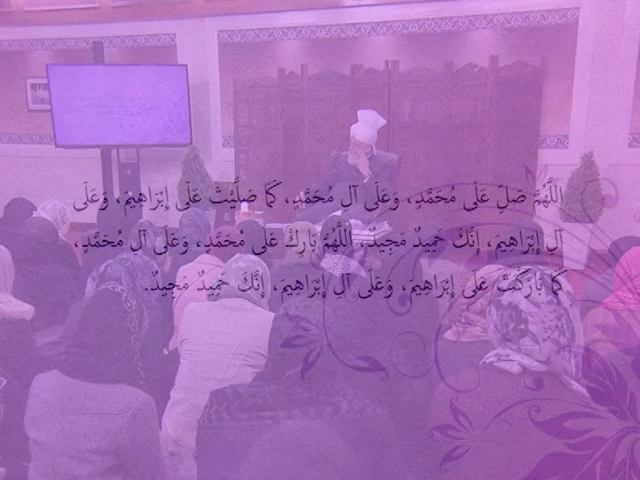 اللَّهُمَّ صَلِّ عَلَى مُحَمَّدٍ، وَعَلَى آلِ مُحَمَّدٍ، كَمَا صَلَّيْتَ عَلَى إِبْرَاهِيمَ، وَعَلَى
آلِ إِبْرَاهِيمَ، إِنَّكَ حَمِيدٌ مَجِيدٌ، اللَّهُمَّ بَارِكْ عَلَى مُحَمَّدٍ، وَعَلَى آلِ مُحَمَّدٍ،
كَمَا بَارَكْتَ عَلَى إِبْرَاهِيمَ، وَعَلَى آلِ إِبْرَاهِيمَ، إِنَّكَ حَمِيدٌ مَجِيدٌ.